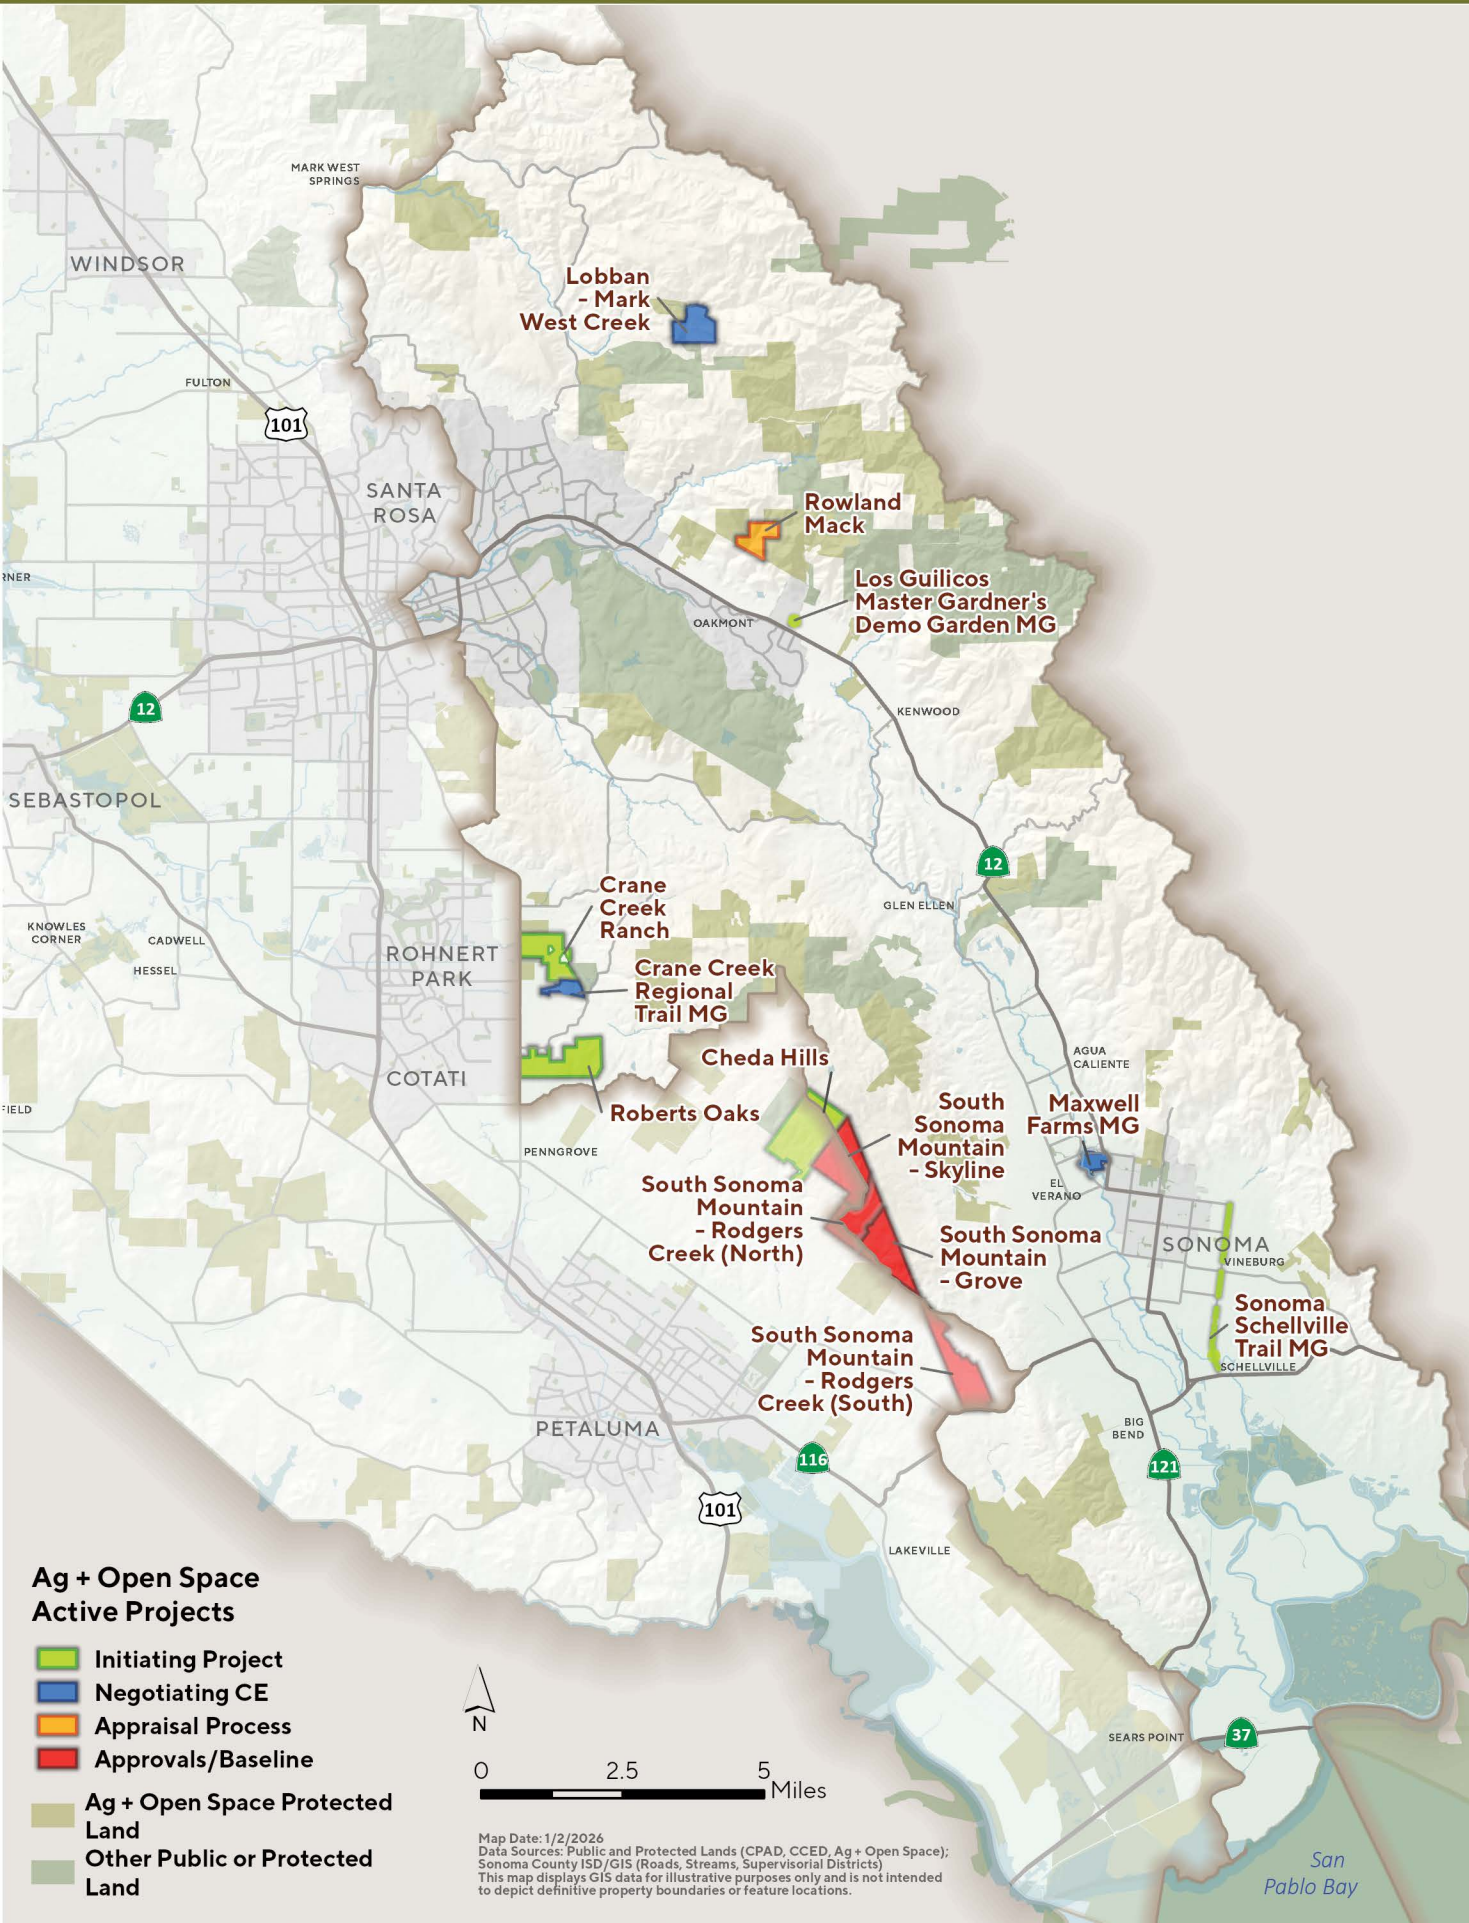 MARK WEST
SPRINGS
WINDSOR
Lobban
- Mark
West Creek
FULTON
101
SANTA
ROSA
Rowland
Mack
RNER
Los Guilicos
Master Gardner's
Demo Garden MG
OAKMONT
12
KENWOOD
SEBASTOPOL
12
Crane
Creek
Ranch
GLEN ELLEN
KNOWLES
CORNER
CADWELL
HESSEL
ROHNERT
PARK
Crane Creek
Regional
Trail MG
Cheda Hills
AGUA
CALIENTE
COTATI
FIELD
Roberts Oaks
South
Sonoma
Mountain
- Skyline
Maxwell
Farms MG
PENNGROVE
EL
VERANO
South Sonoma
Mountain
- Rodgers
Creek (North)
South Sonoma
Mountain
- Grove
SONOMA
VINEBURG
Sonoma
Schellville
Trail MG
SCHELLVILLE
South Sonoma
Mountain
- Rodgers
Creek (South)
PETALUMA
BIG
BEND
116
121
101
LAKEVILLE
Ag + Open Space
Active Projects
Initiating Project
Negotiating CE
Appraisal Process
Approvals/Baseline
Ag + Open Space Protected
Land
Other Public or Protected
Land
N
0 2.5 5
Miles
SEARS POINT
37
Map Date: 1/2/2026
Data Sources: Public and Protected Lands (CPAD, CCED, Ag + Open Space);
Sonoma County ISD/GIS (Roads, Streams, Supervisorial Districts)
This map displays GIS data for illustrative purposes only and is not intended
to depict definitive property boundaries or feature locations.
San
Pablo Bay